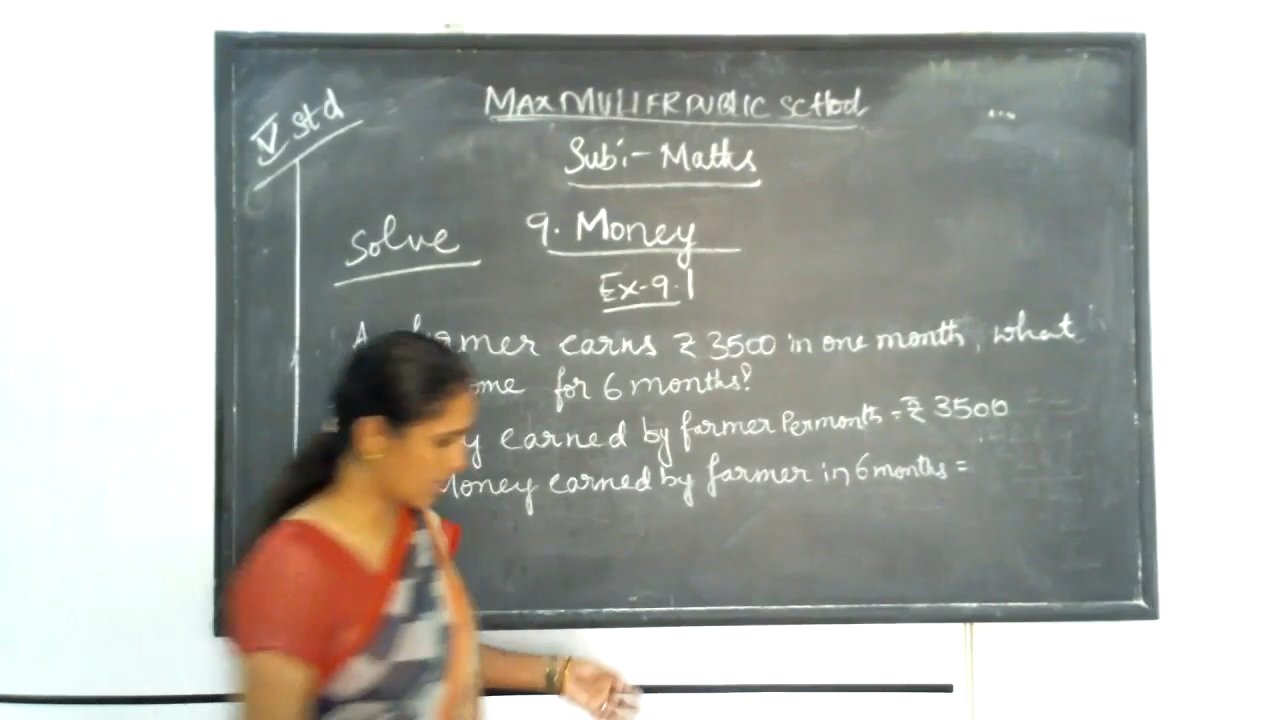 V Std
MAX MULLER PUBLIC SCHOOL
Sub:- Maths
Solve
9. Money
Ex-9.1
A farmer earns ₹ 3500 in one month, what
for 6 months?
earned by farmer Per month = ₹ 3500
Money earned by farmer in 6 months =